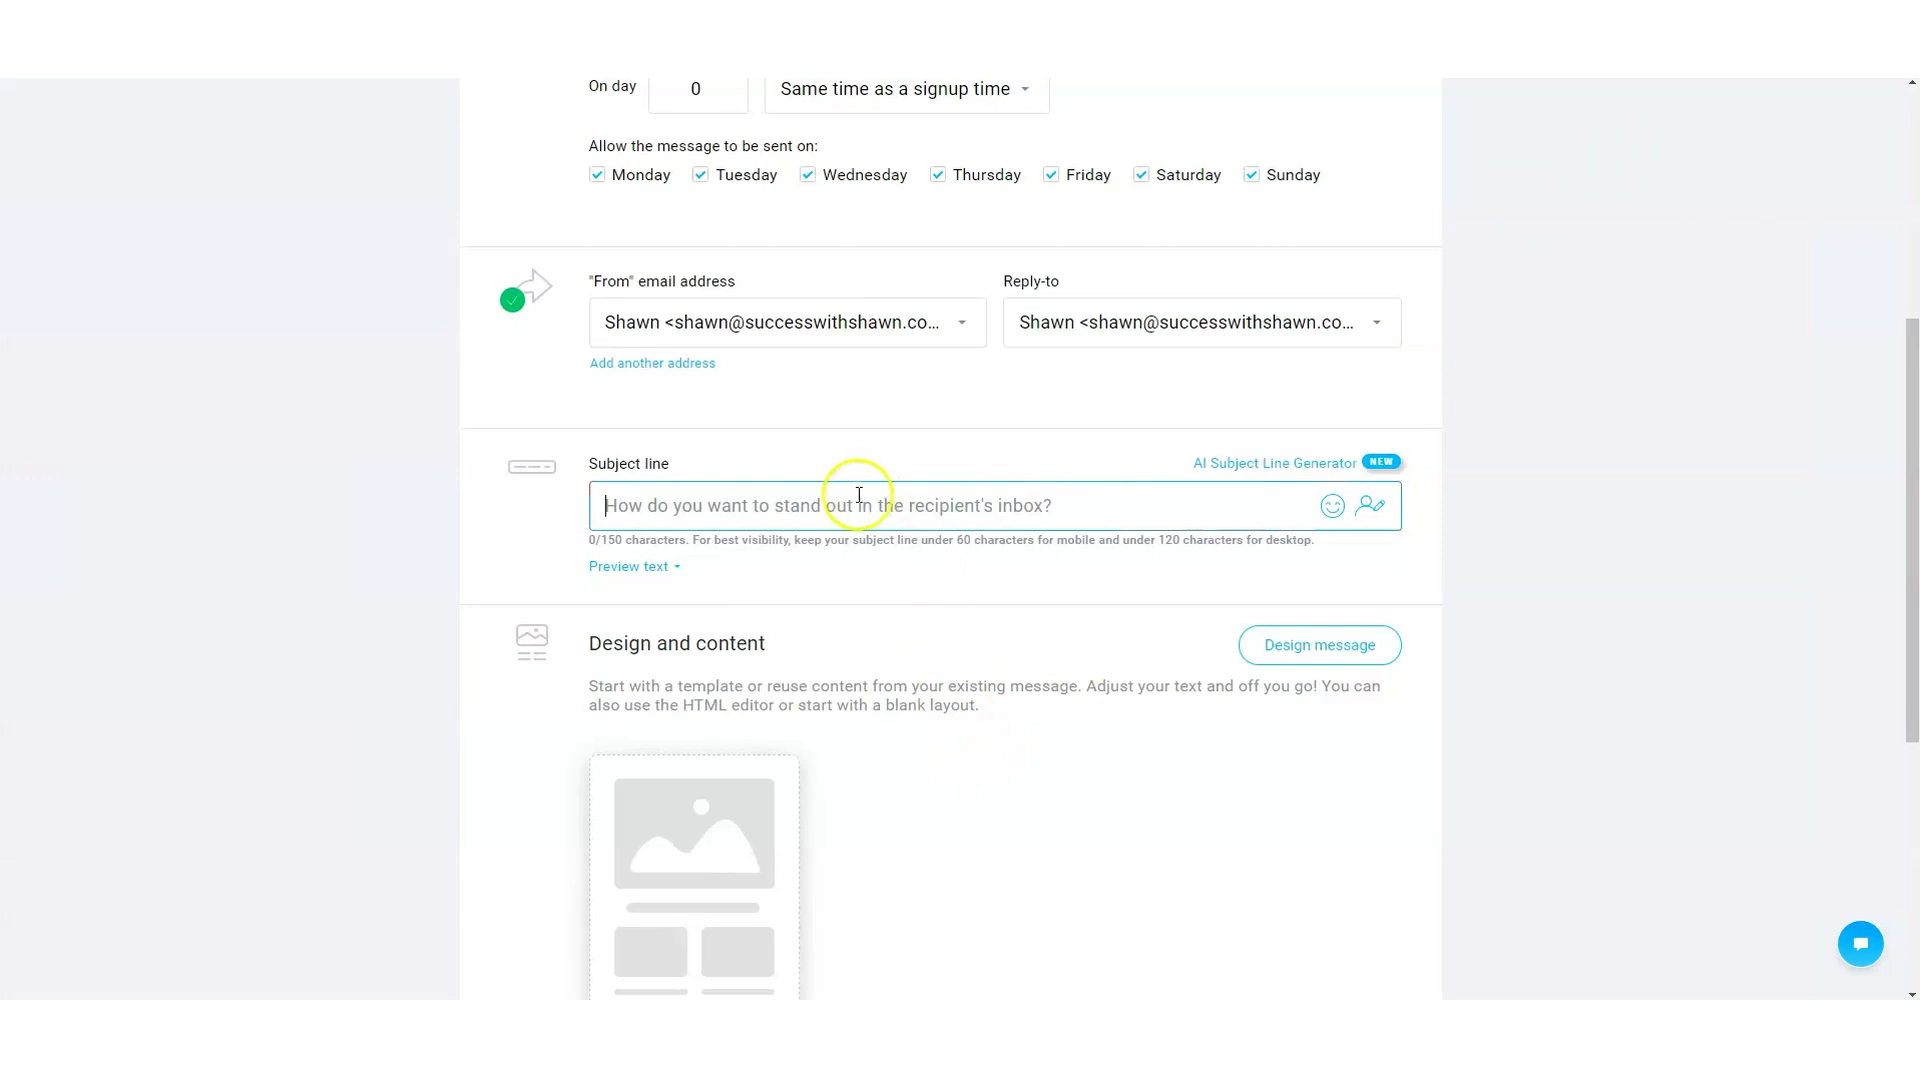 On day 0 Same time as a signup time
Allow the message to be sent on:
Monday Tuesday Wednesday Thursday Friday Saturday Sunday
"From" email address Reply-to
Shawn <shawn@successwithshawn.co... Shawn <shawn@successwithshawn.co...
Add another address
Subject line AI Subject Line Generator NEW
How do you want to stand out in the recipient's inbox?
0/150 characters. For best visibility, keep your subject line under 60 characters for mobile and under 120 characters for desktop.
Preview text
Design and content Design message
Start with a template or reuse content from your existing message. Adjust your text and off you go! You can
also use the HTML editor or start with a blank layout.